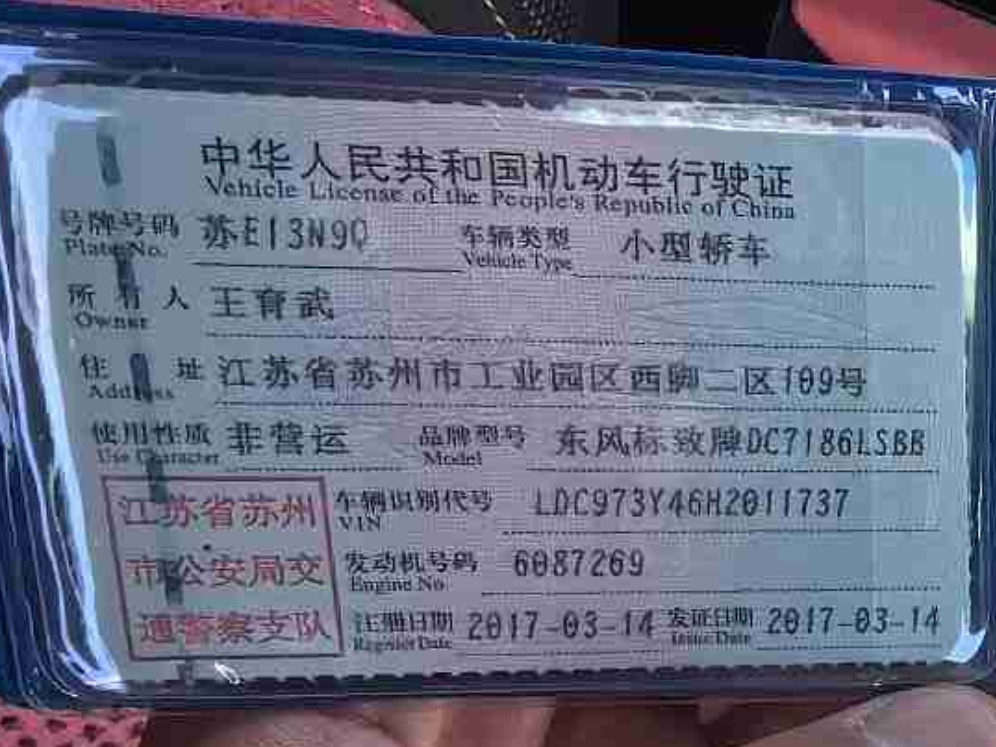 中华人民共和国机动车行驶证
Vehicle License of the People's Republic of China
号牌号码 苏E13N9Q 车辆类型 小型轿车
Plate No. Vehicle Type
所有人 王育武
Owner
住址 江苏省苏州市工业园区西脚二区109号
Address
使用性质 非营运 品牌型号 东风标致牌DC7186LSBB
Use Character Model
江苏省苏州 车辆识别代号 LDC973Y46H2011737
VIN
市公安局交 发动机号码 6087269
Engine No.
通警察支队 注册日期 2017-03-14 发证日期 2017-03-14
Register Date Issue Date